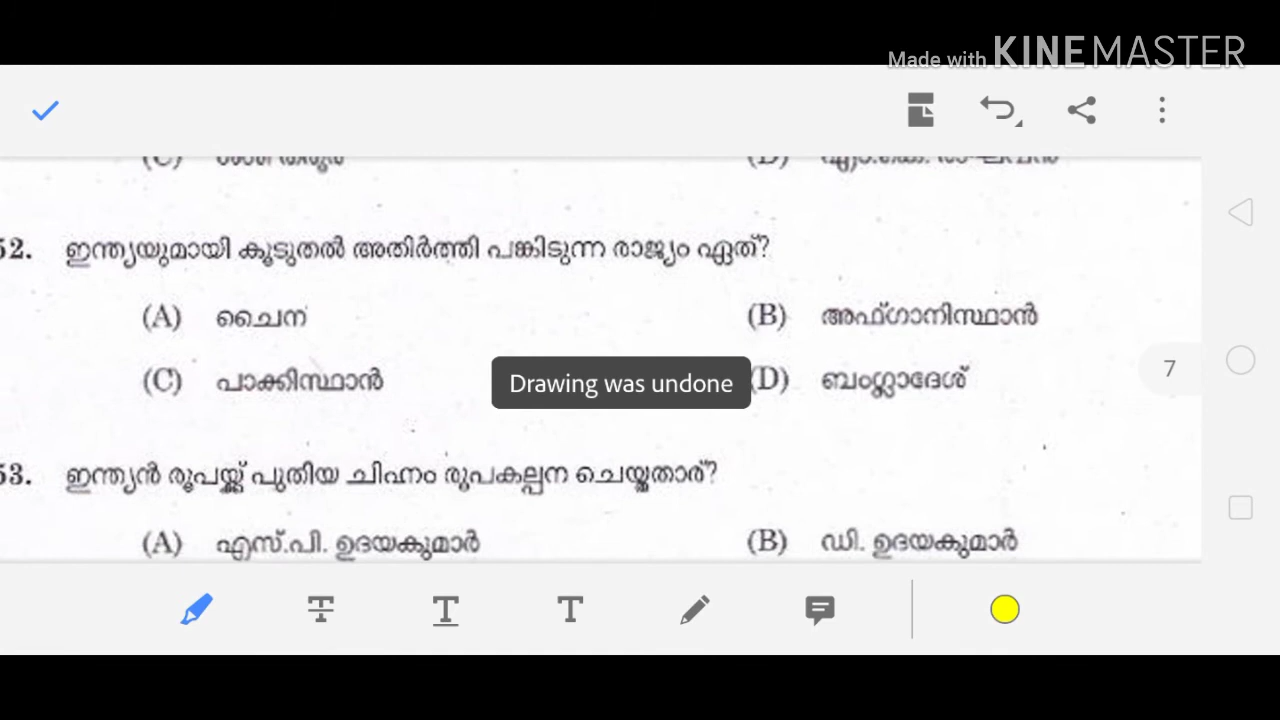 Made with KINEMASTER
52. ഇന്ത്യയുമായി കൂടുതൽ അതിർത്തി പങ്കിടുന്ന രാജ്യം ഏത്?
(A) ചൈന (B) അഫ്ഗാനിസ്ഥാൻ
7
(C) പാക്കിസ്ഥാൻ Drawing was undone (D) ബംഗ്ലാദേശ്
53. ഇന്ത്യൻ രൂപയ്ക്ക് പുതിയ ചിഹ്നം രൂപകല്പന ചെയ്തതാര്?
(A) എസ്.പി. ഉദയകുമാർ (B) ഡി. ഉദയകുമാർ